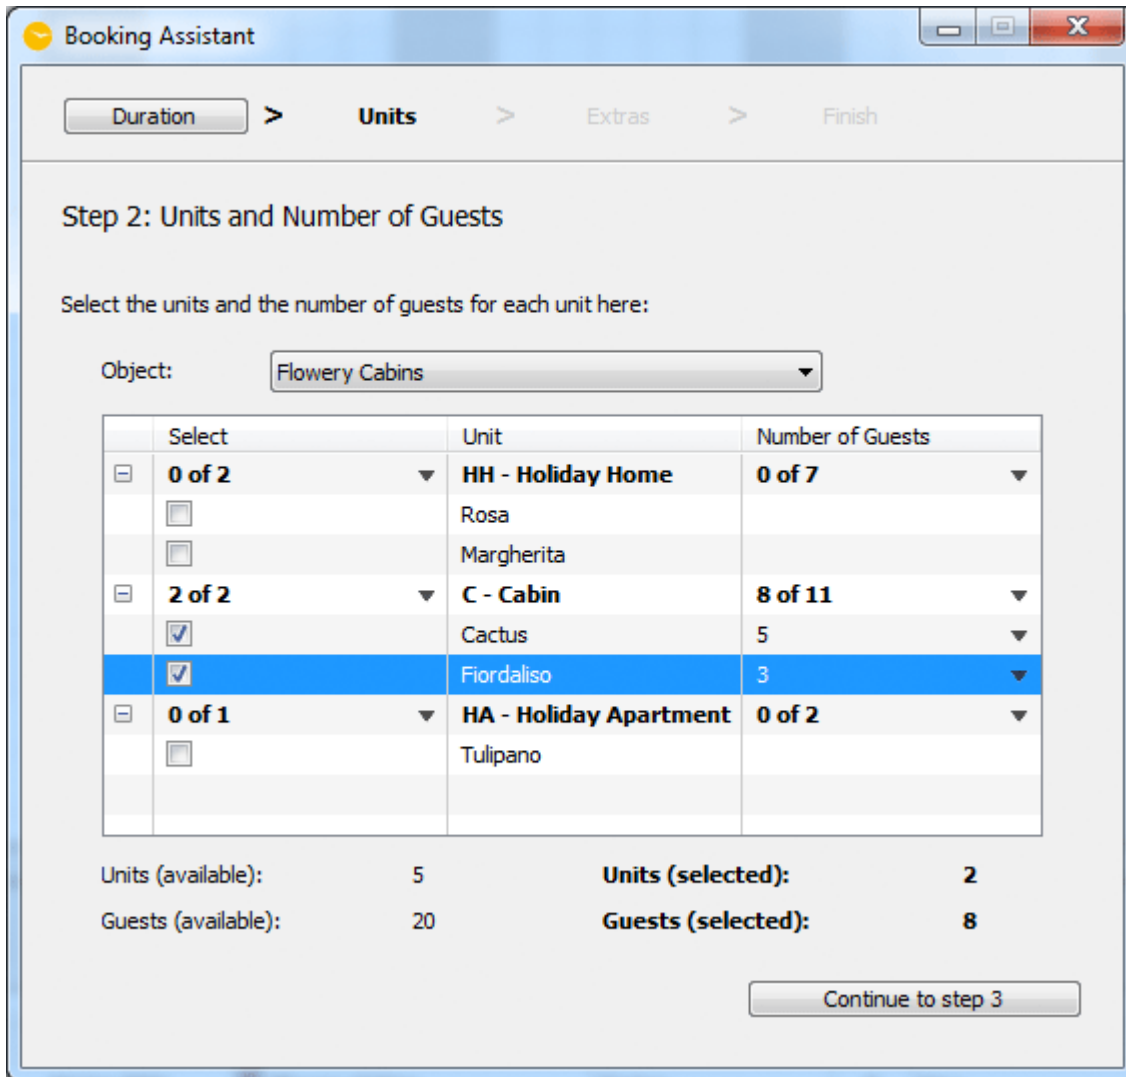 Booking Assistant
Duration > Units > Extras > Finish
Step 2: Units and Number of Guests
Select the units and the number of guests for each unit here:
Object: Flowery Cabins
Select Unit Number of Guests
0 of 2 HH - Holiday Home 0 of 7
Rosa
Margherita
2 of 2 C - Cabin 8 of 11
Cactus 5
Fiordaliso 3
0 of 1 HA - Holiday Apartment 0 of 2
Tulipano
Units (available): 5 Units (selected): 2
Guests (available): 20 Guests (selected): 8
Continue to step 3